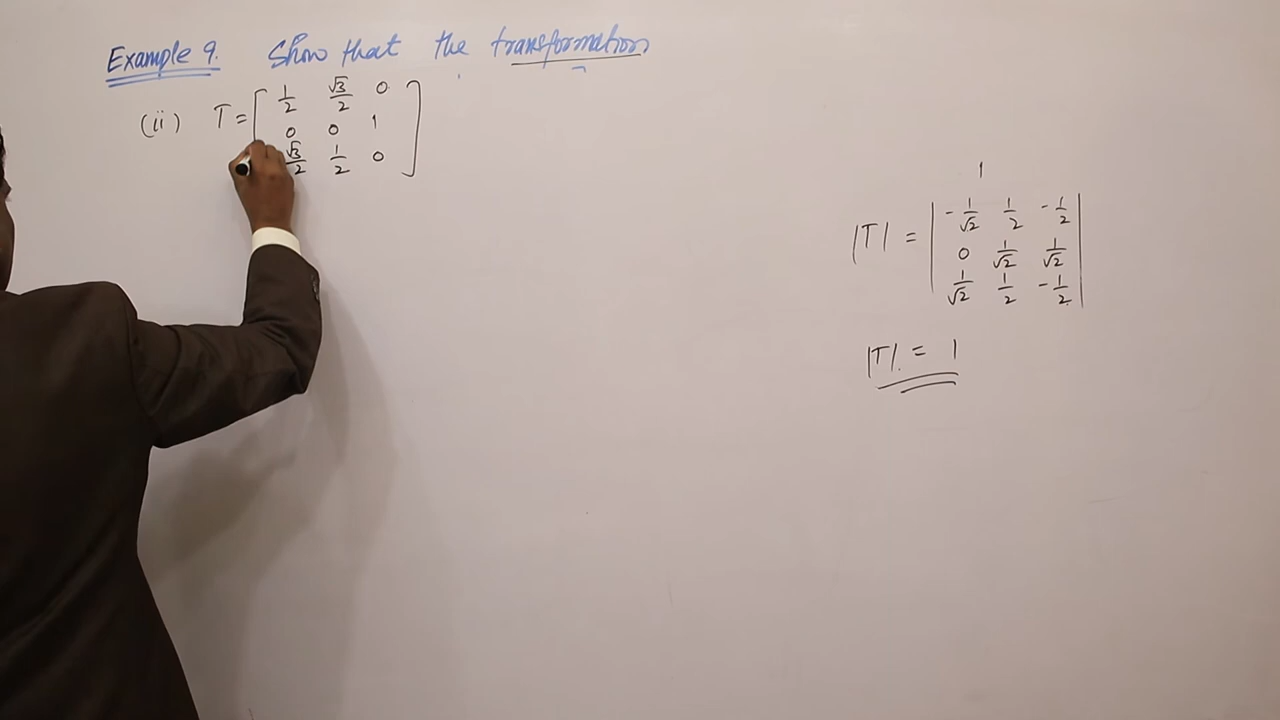 Example 9. Show that the transformation
(ii) T = [ 1/2 √3/2 0
0 0 1
√3/2 1/2 0 ]
1
|T| = | -1/√2 1/2 -1/2
0 1/√2 1/√2
1/√2 1/2 -1/2 |
|T| = 1